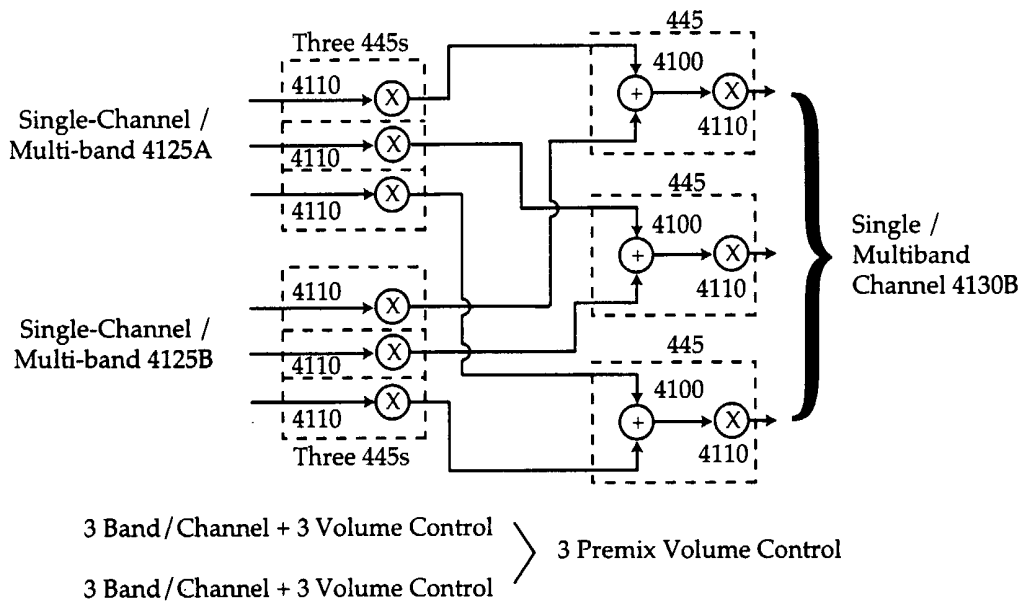 Three 445s
4110 X
Single-Channel /
Multi-band 4125A
4110 X
4110 X
4110 X
Single-Channel /
Multi-band 4125B
4110 X
4110 X
Three 445s
445
4100
+ X
4110
445
4100
+ X
4110
445
4100
+ X
4110
Single /
Multiband
Channel 4130B
3 Band/Channel + 3 Volume Control
3 Band/Channel + 3 Volume Control
3 Premix Volume Control